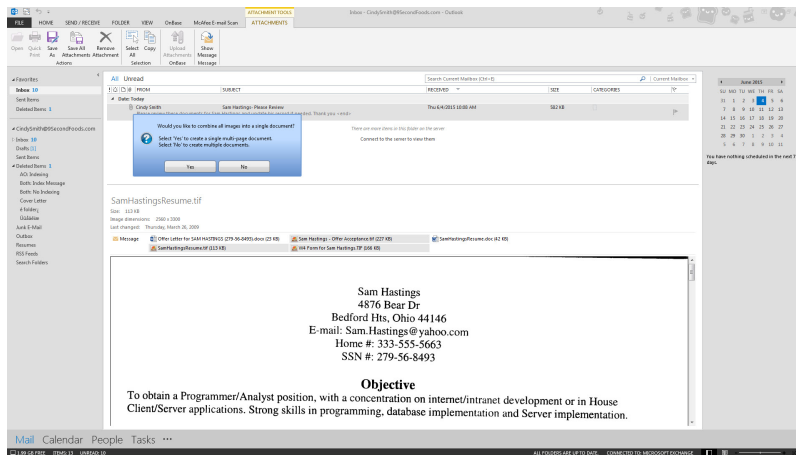 ATTACHMENT TOOLS
Inbox - CindySmith@8SecondFoods.com - Outlook
FILE HOME SEND / RECEIVE FOLDER VIEW OnBase McAfee E-mail Scan ATTACHMENTS
Open Quick Print Save As Save All Attachments Remove Attachment Select All Copy Upload Attachments Show Message
Actions Selection OnBase Message
Favorites
Inbox 10
Sent Items
Deleted Items 1
CindySmith@8SecondFoods.com
Inbox 10
Drafts [1]
Sent Items
Deleted Items 1
AO: Indexing
Both: Index Message
Both: No Indexing
Cover Letter
Junk E-Mail
Outbox
Resumes
RSS Feeds
Search Folders
All Unread
Search Current Mailbox (Ctrl+E) Current Mailbox
FROM SUBJECT RECEIVED SIZE CATEGORIES
Date: Today
Cindy Smith Sam Hastings- Please Review Thu 6/4/2015 10:06 AM 582 KB
Would you like to combine all images into a single document?
Select 'Yes' to create a single multi-page document.
Select 'No' to create multiple documents.
Yes No
There are more items in this folder on the server
Connect to the server to view them
SamHastingsResume.tif
Size: 113 KB
Image dimensions: 2560 x 3300
Last changed: Thursday, March 26, 2009
Message Offer Letter for SAM HASTINGS (279-56-8493).docx (23 KB) Sam Hastings - Offer Acceptance.tif (227 KB) SamHastingsResume.doc (42 KB)
SamHastingsResume.tif (113 KB) W4 Form for Sam Hastings.TIF (166 KB)
Sam Hastings
4876 Bear Dr
Bedford Hts, Ohio 44146
E-mail: Sam.Hastings@yahoo.com
Home #: 333-555-5663
SSN #: 279-56-8493
Objective
To obtain a Programmer/Analyst position, with a concentration on internet/intranet development or in House
Client/Server applications. Strong skills in programming, database implementation and Server implementation.
June 2015
SU MO TU WE TH FR SA
31 1 2 3 4 5 6
7 8 9 10 11 12 13
14 15 16 17 18 19 20
21 22 23 24 25 26 27
28 29 30 1 2 3 4
5 6 7 8 9 10 11
You have nothing scheduled in the next 7
days.
Mail Calendar People Tasks •••
1.99 GB FREE ITEMS: 13 UNREAD: 10 ALL FOLDERS ARE UP TO DATE. CONNECTED TO: MICROSOFT EXCHANGE